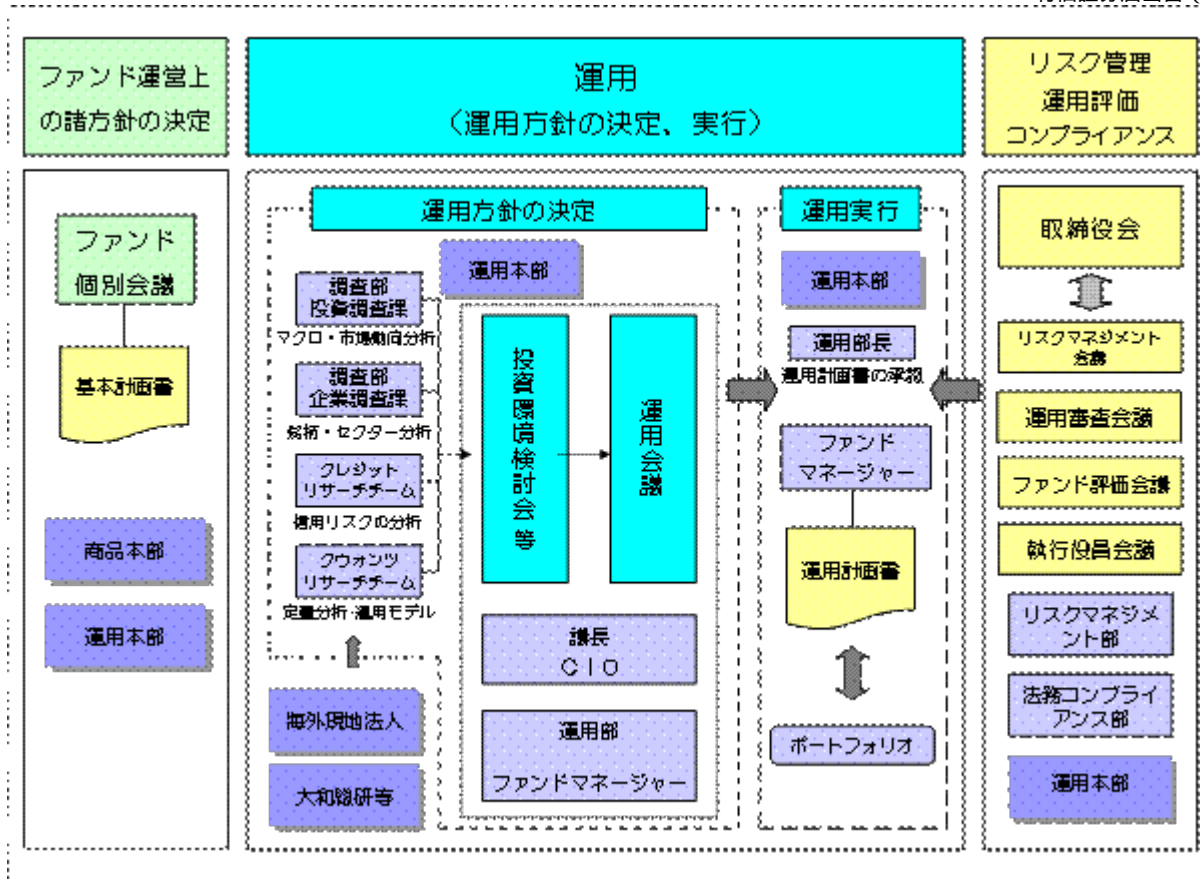 ファンド運営上
の諸方針の決定
運用
（運用方針の決定、実行）
リスク管理
運用評価
コンプライアンス
ファンド
個別会議
基本計画書
商品本部
運用本部
運用方針の決定
運用本部
調査部
投資調査課
マクロ・市場動向分析
調査部
企業調査課
銘柄・セクター分析
クレジット
リサーチチーム
信用リスクの分析
クウォンツ
リサーチチーム
定量分析・運用モデル
海外現地法人
大和総研等
投資環境検討会等
運用会議
議長
ＣＩＯ
運用部
ファンドマネージャー
運用実行
運用本部
運用部長
運用計画書の承認
ファンド
マネージャー
運用計画書
ポートフォリオ
取締役会
リスクマネジメント
会議
運用審査会議
ファンド評価会議
執行役員会議
リスクマネジメ
ント部
法務コンプライ
アンス部
運用本部